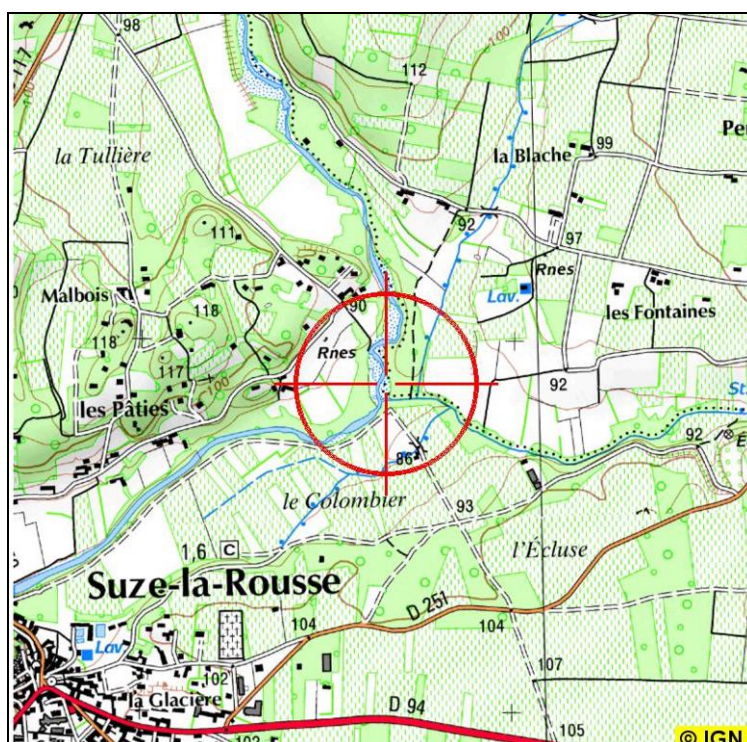 98
117
100
112
la Tullière
la Blache
99
111
92
97
Rnes
Malbois
90
Lav.
les Fontaines
118
118
Rnes
117
100
92
les Pâties
92
86
le Colombier
93
1,6
C
l'Écluse
Suze-la-Rousse
D 251
104
104
Lav.
102
107
la Glacière
D 94
105
© IGN